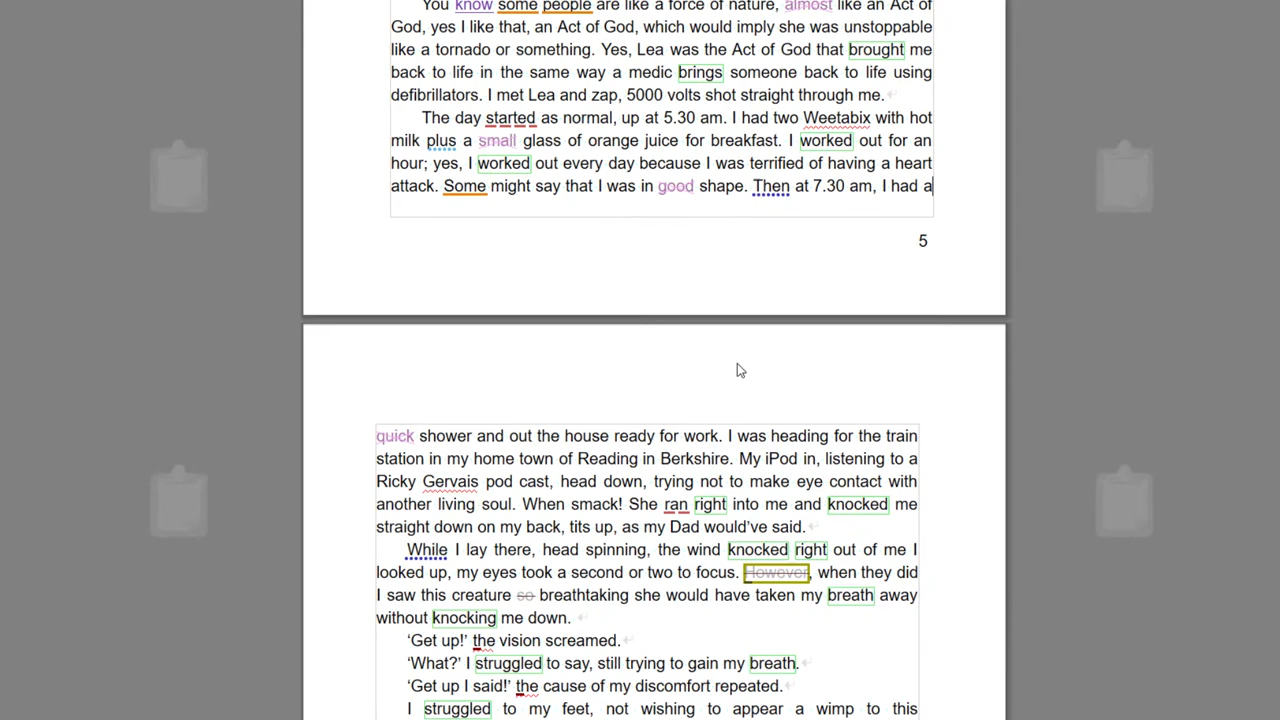 You know some people are like a force of nature, almost like an Act of
God, yes I like that, an Act of God, which would imply she was unstoppable
like a tornado or something. Yes, Lea was the Act of God that brought me
back to life in the same way a medic brings someone back to life using
defibrillators. I met Lea and zap, 5000 volts shot straight through me.
The day started as normal, up at 5.30 am. I had two Weetabix with hot
milk plus a small glass of orange juice for breakfast. I worked out for an
hour; yes, I worked out every day because I was terrified of having a heart
attack. Some might say that I was in good shape. Then at 7.30 am, I had a
5
quick shower and out the house ready for work. I was heading for the train
station in my home town of Reading in Berkshire. My iPod in, listening to a
Ricky Gervais pod cast, head down, trying not to make eye contact with
another living soul. When smack! She ran right into me and knocked me
straight down on my back, tits up, as my Dad would've said.
While I lay there, head spinning, the wind knocked right out of me I
looked up, my eyes took a second or two to focus. However, when they did
I saw this creature so breathtaking she would have taken my breath away
without knocking me down.
‘Get up!’ the vision screamed.
‘What?’ I struggled to say, still trying to gain my breath.
‘Get up I said!’ the cause of my discomfort repeated.
I struggled to my feet, not wishing to appear a wimp to this